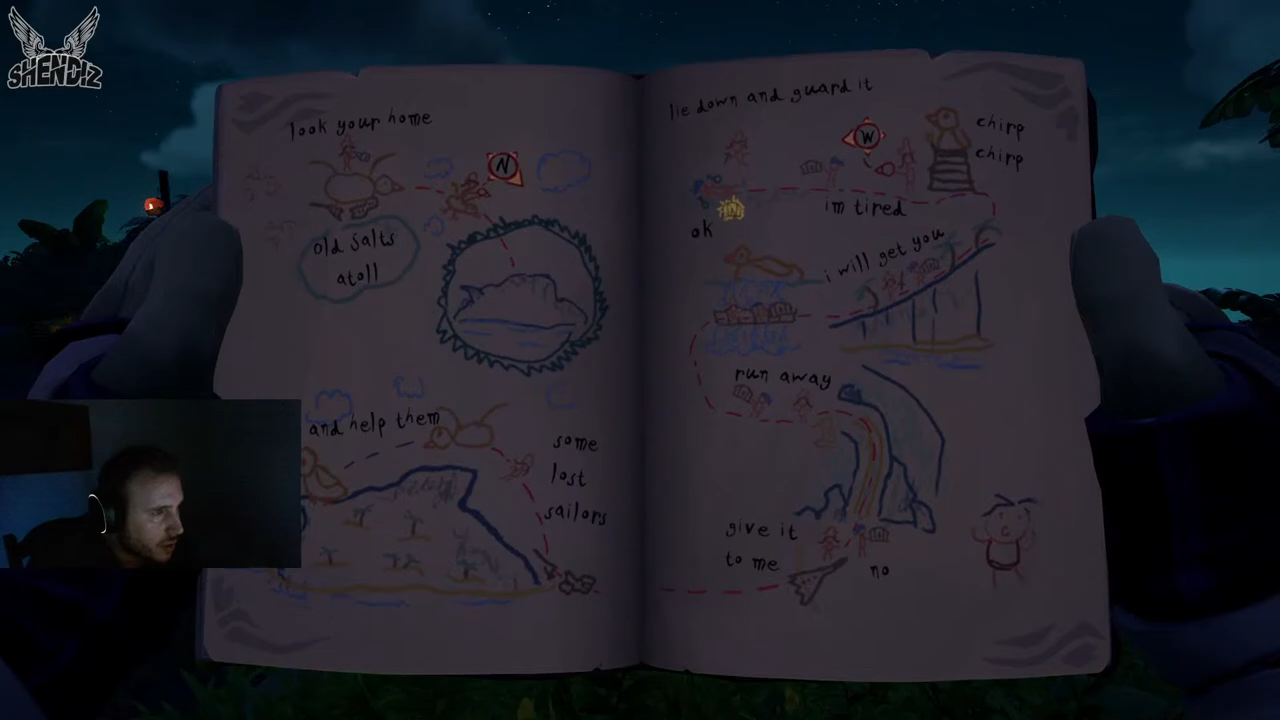 SHENDIZ
look your home
N
old salts
atoll
and help them
some
lost
sailors
lie down and guard it
W
chirp
chirp
im tired
ok
i will get you
run away
give it
to me
no